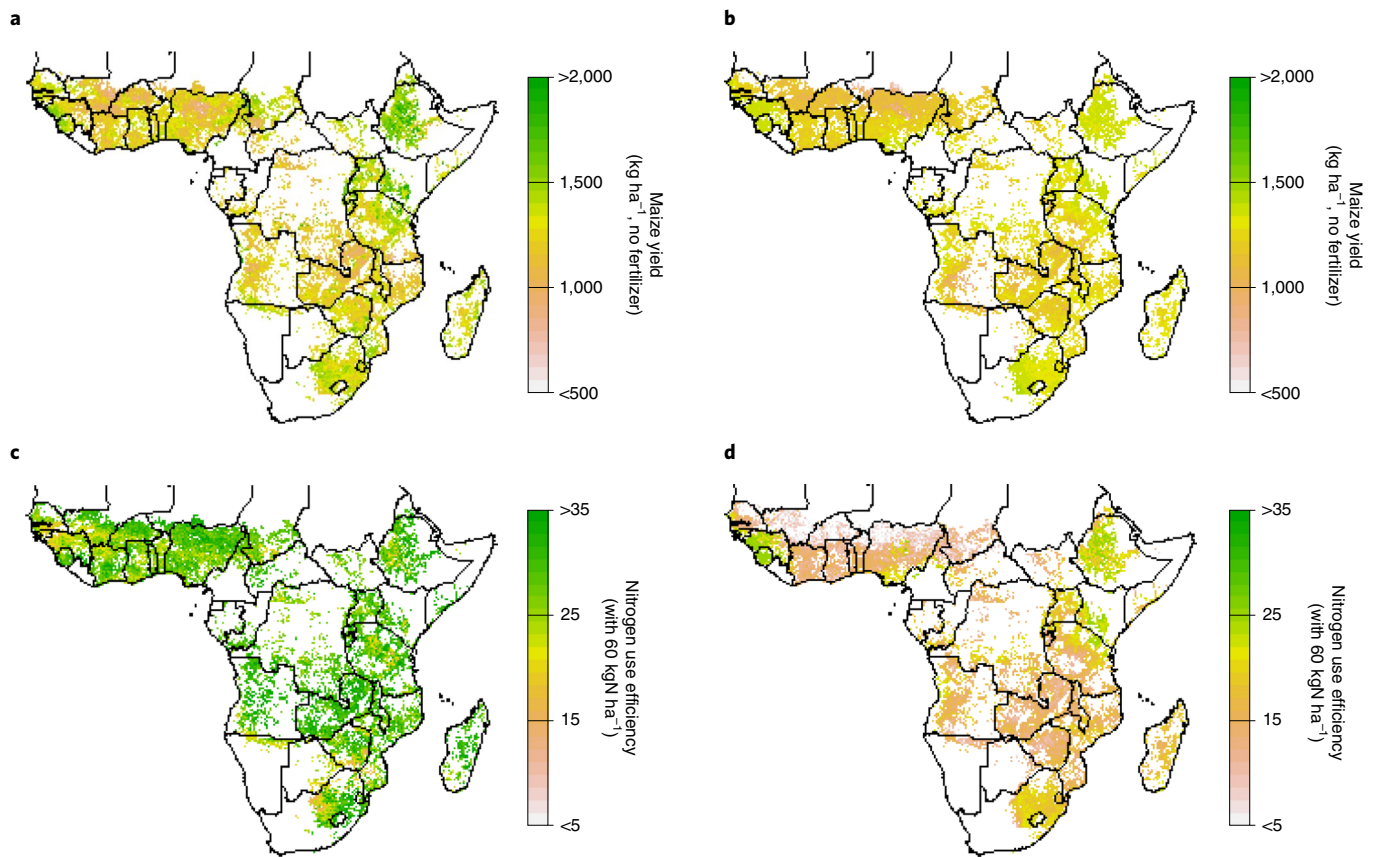 a
>2,000
1,500
1,000
<500
Maize yield
(kg ha⁻¹, no fertilizer)
b
>2,000
1,500
1,000
<500
Maize yield
(kg ha⁻¹, no fertilizer)
c
>35
25
15
<5
Nitrogen use efficiency
(with 60 kgN ha⁻¹)
d
>35
25
15
<5
Nitrogen use efficiency
(with 60 kgN ha⁻¹)